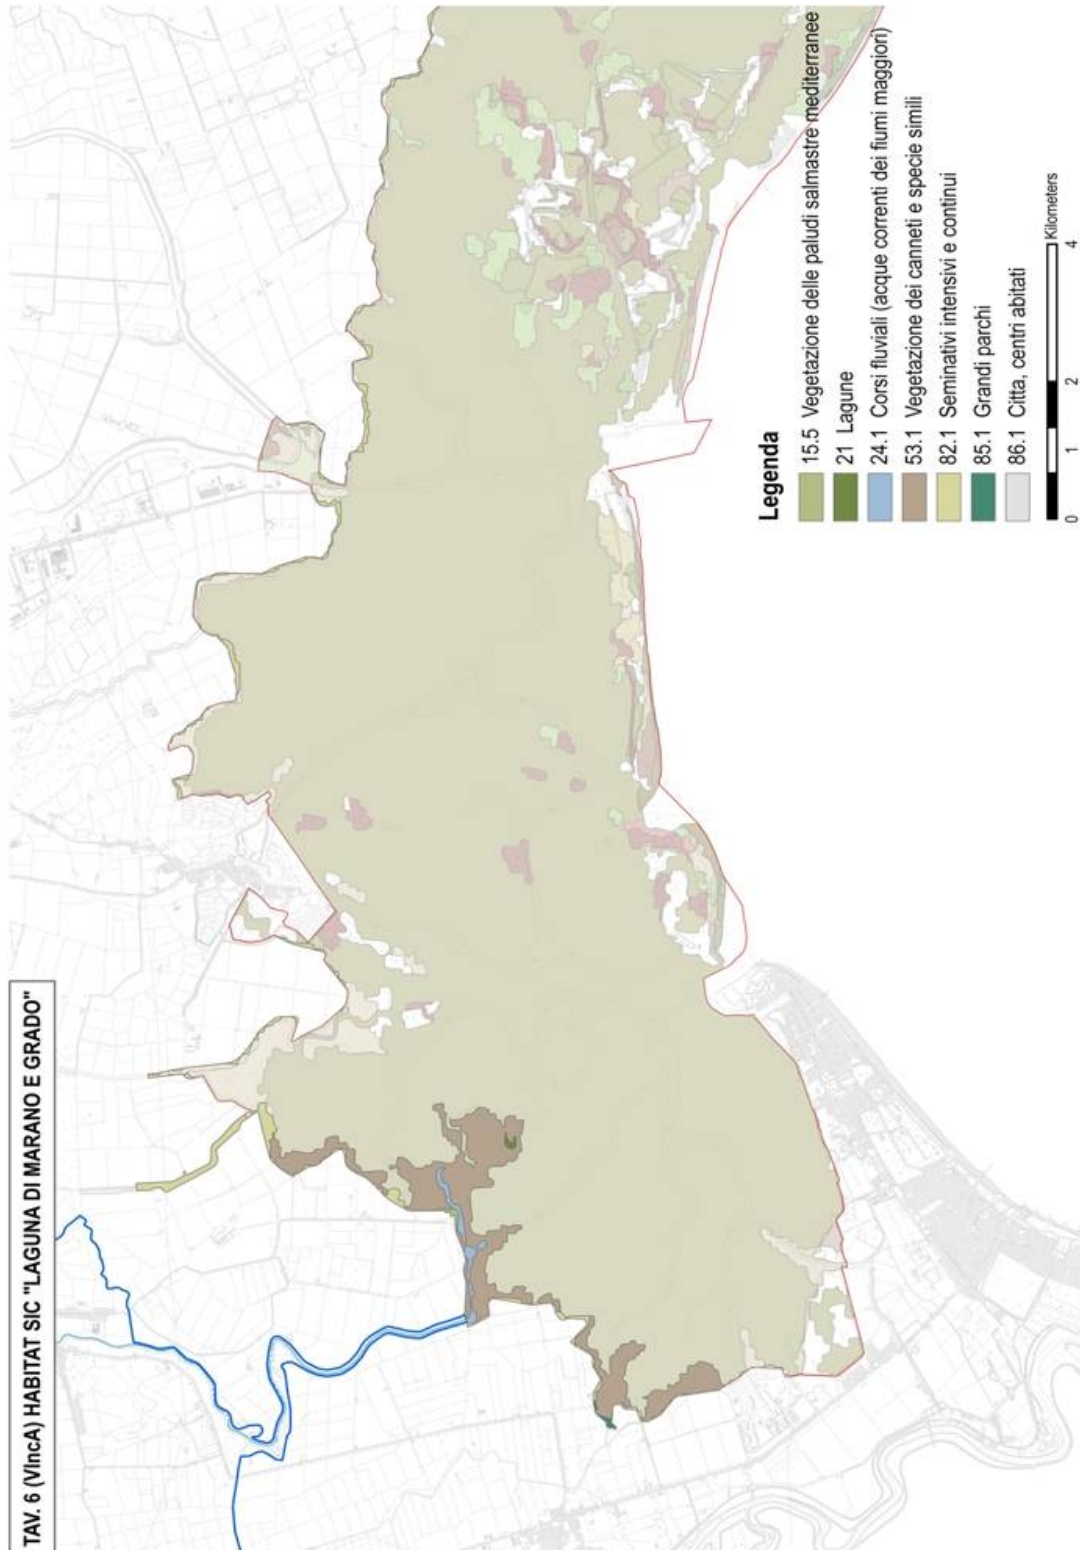 TAV. 6 (VIncA) HABITAT SIC "LAGUNA DI MARANO E GRADO"
Legenda
15.5 Vegetazione delle paludi salmastre mediterranee
21 Lagune
24.1 Corsi fluviali (acque correnti dei fiumi maggiori)
53.1 Vegetazione dei canneti e specie simili
82.1 Seminativi intensivi e continui
85.1 Grandi parchi
86.1 Citta, centri abitati
0 1 2 4
Kilometers